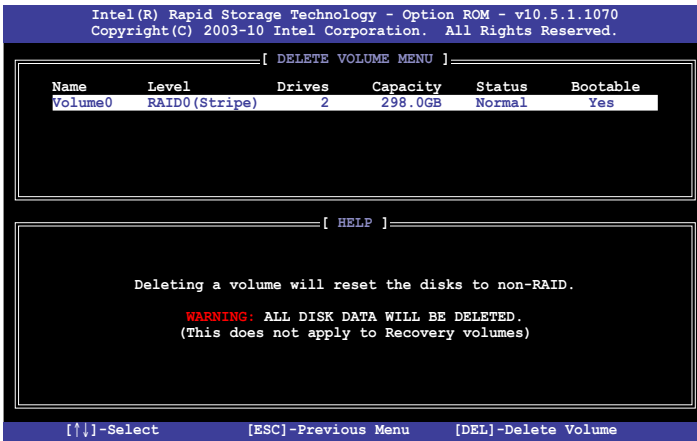 Intel(R) Rapid Storage Technology - Option ROM - v10.5.1.1070
Copyright(C) 2003-10 Intel Corporation.  All Rights Reserved.
[ DELETE VOLUME MENU ]
Name Level Drives Capacity Status Bootable
Volume0 RAID0(Stripe) 2 298.0GB Normal Yes
[ HELP ]
Deleting a volume will reset the disks to non-RAID.
WARNING: ALL DISK DATA WILL BE DELETED.
(This does not apply to Recovery volumes)
[↑↓]-Select [ESC]-Previous Menu [DEL]-Delete Volume